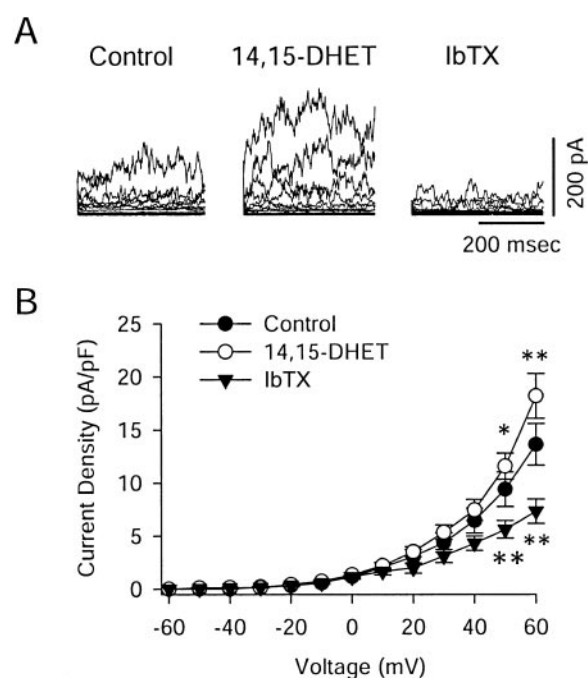 A
Control
14,15-DHET
IbTX
200 pA
200 msec
B
25
20
15
10
5
0
Current Density (pA/pF)
Control
14,15-DHET
IbTX
**
*
**
**
-60
-40
-20
0
20
40
60
Voltage (mV)